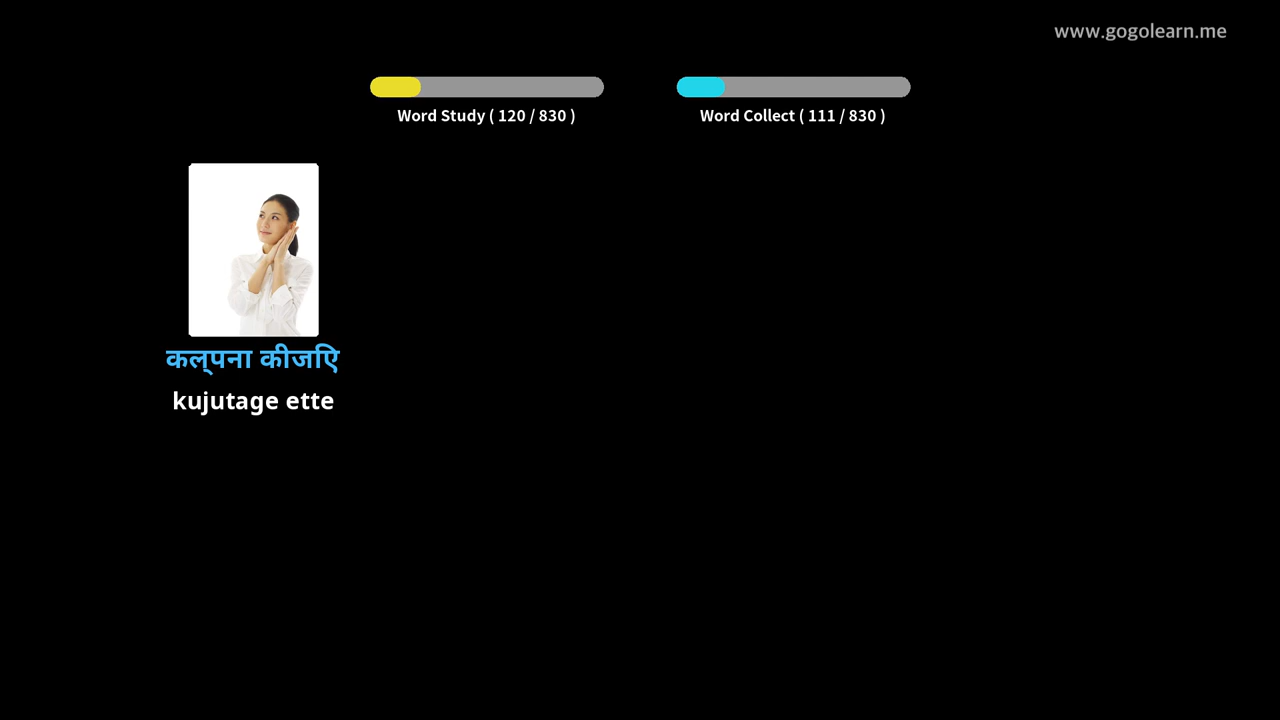 www.gogolearn.me
Word Study ( 120 / 830 )
Word Collect ( 111 / 830 )
कल्पना कीजिए
kujutage ette